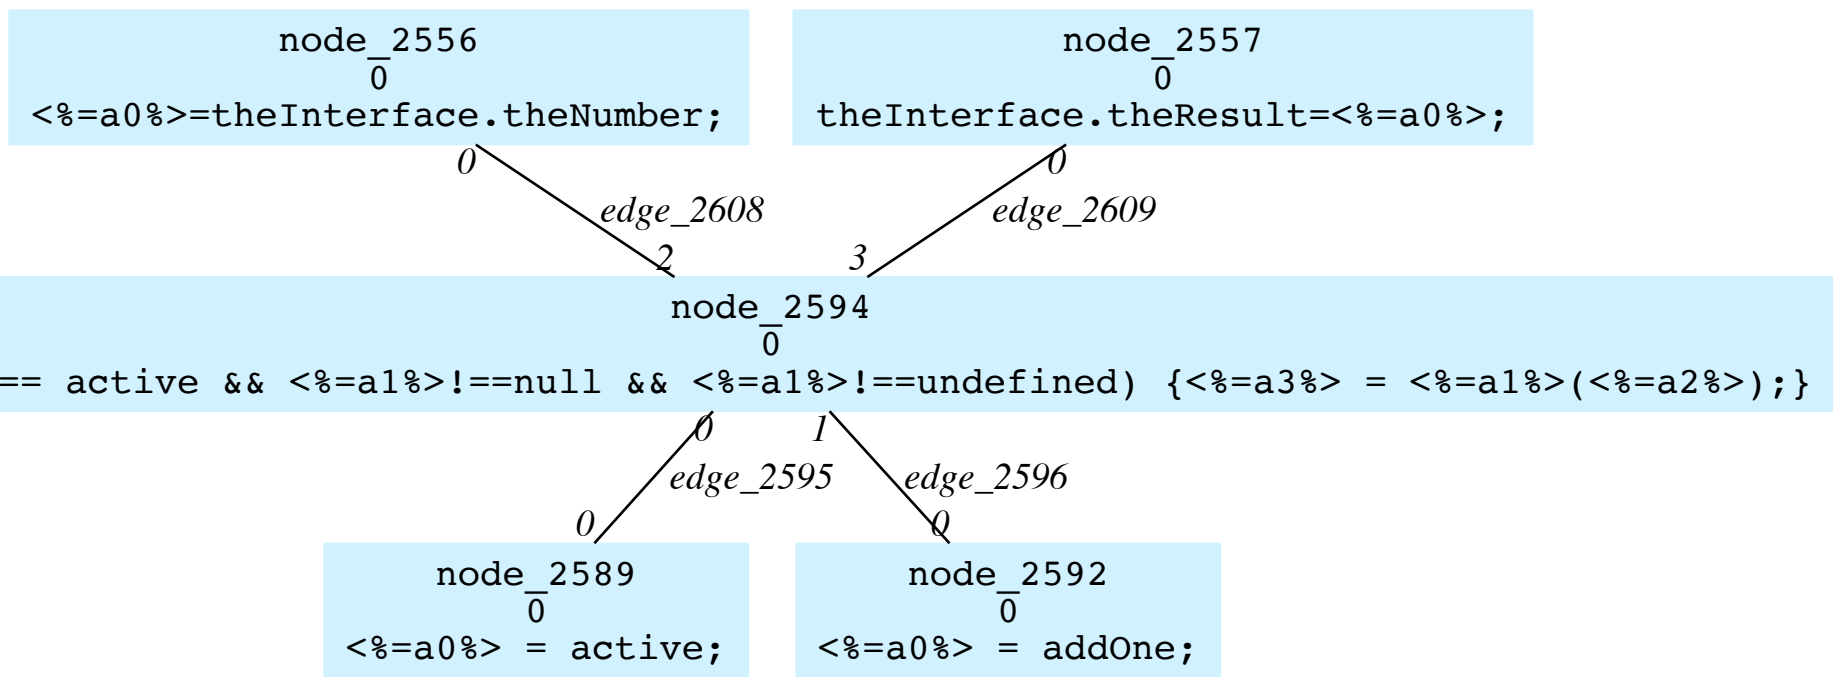 node_2556
0
<%=a0%>=theInterface.theNumber;
node_2557
0
theInterface.theResult=<%=a0%>;
0
0
edge_2608
edge_2609
2
3
node_2594
0
== active && <%=a1%>!==null && <%=a1%>!==undefined) {<%=a3%> = <%=a1%>(<%=a2%>);}
0
1
edge_2595
edge_2596
0
0
node_2589
0
<%=a0%> = active;
node_2592
0
<%=a0%> = addOne;